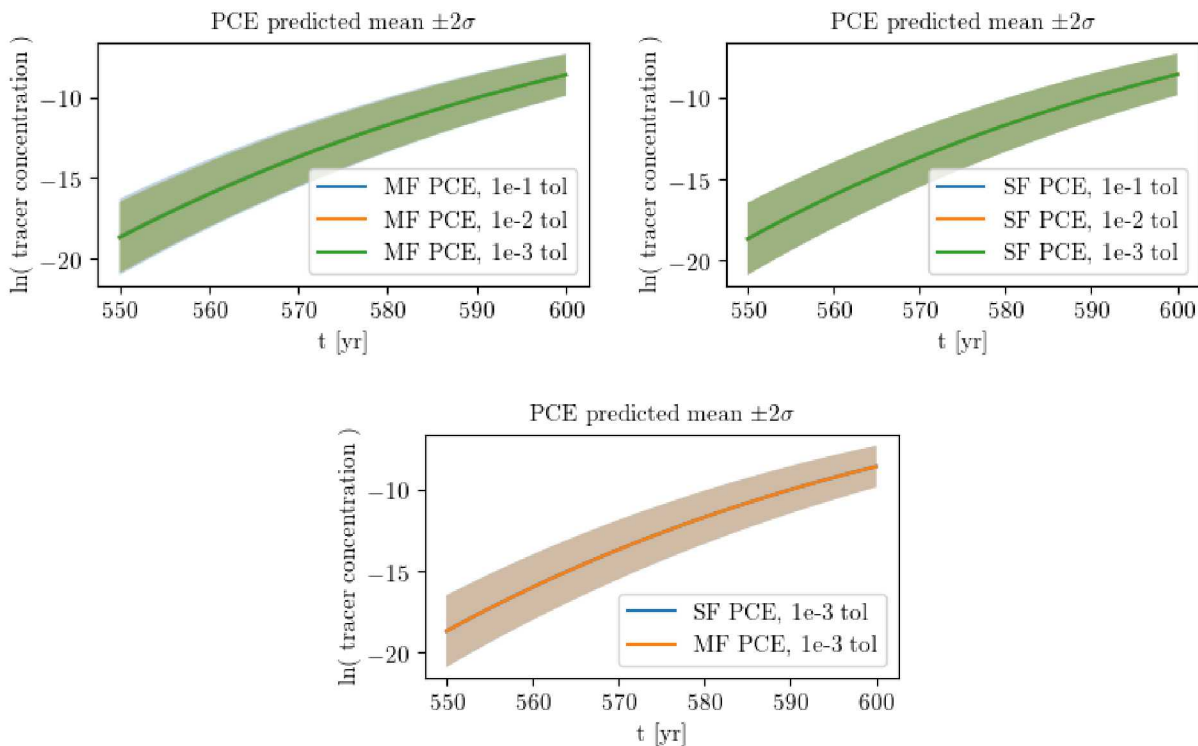 PCE predicted mean ±2σ
ln( tracer concentration )
−10
−15
−20
MF PCE, 1e-1 tol
MF PCE, 1e-2 tol
MF PCE, 1e-3 tol
550 560 570 580 590 600
t [yr]
PCE predicted mean ±2σ
ln( tracer concentration )
−10
−15
−20
SF PCE, 1e-1 tol
SF PCE, 1e-2 tol
SF PCE, 1e-3 tol
550 560 570 580 590 600
t [yr]
PCE predicted mean ±2σ
ln( tracer concentration )
−10
−15
−20
SF PCE, 1e-3 tol
MF PCE, 1e-3 tol
550 560 570 580 590 600
t [yr]